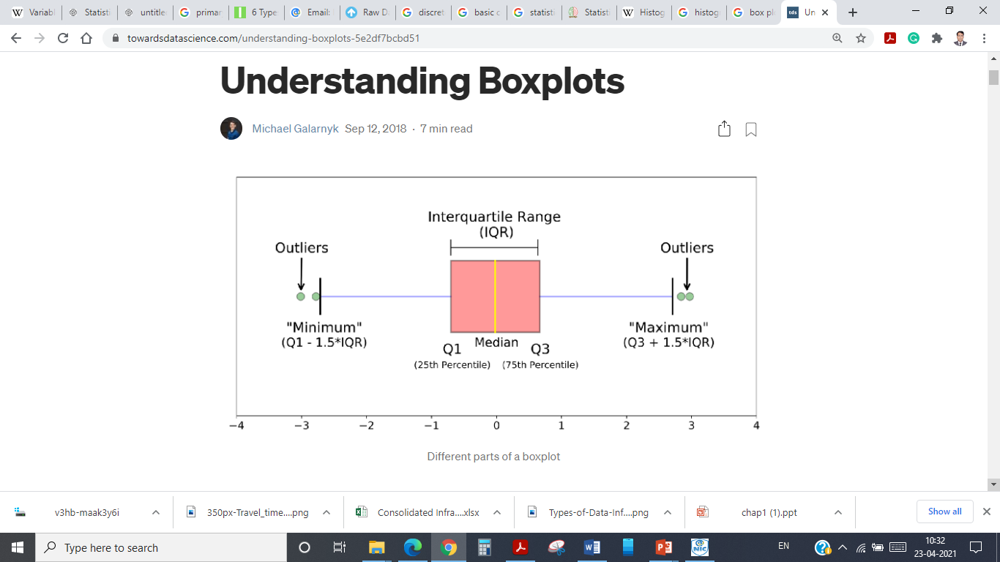 Variabl
Statisti
untitle
primar
6 Type
Email:
Raw D
discret
basic c
statisti
Statist
Histog
histog
box pl
tds
Un
towardsdatascience.com/understanding-boxplots-5e2df7bcbd51
Understanding Boxplots
Michael Galarnyk Sep 12, 2018 · 7 min read
Interquartile Range
(IQR)
Outliers
Outliers
"Minimum"
(Q1 - 1.5*IQR)
"Maximum"
(Q3 + 1.5*IQR)
Median
Q1
Q3
(25th Percentile)
(75th Percentile)
−4 −3 −2 −1 0 1 2 3 4
Different parts of a boxplot
v3hb-maak3y6i
350px-Travel_time....png
Consolidated Infra....xlsx
Types-of-Data-Inf....png
chap1 (1).ppt
Show all
Type here to search
NIC
EN
10:32
23-04-2021